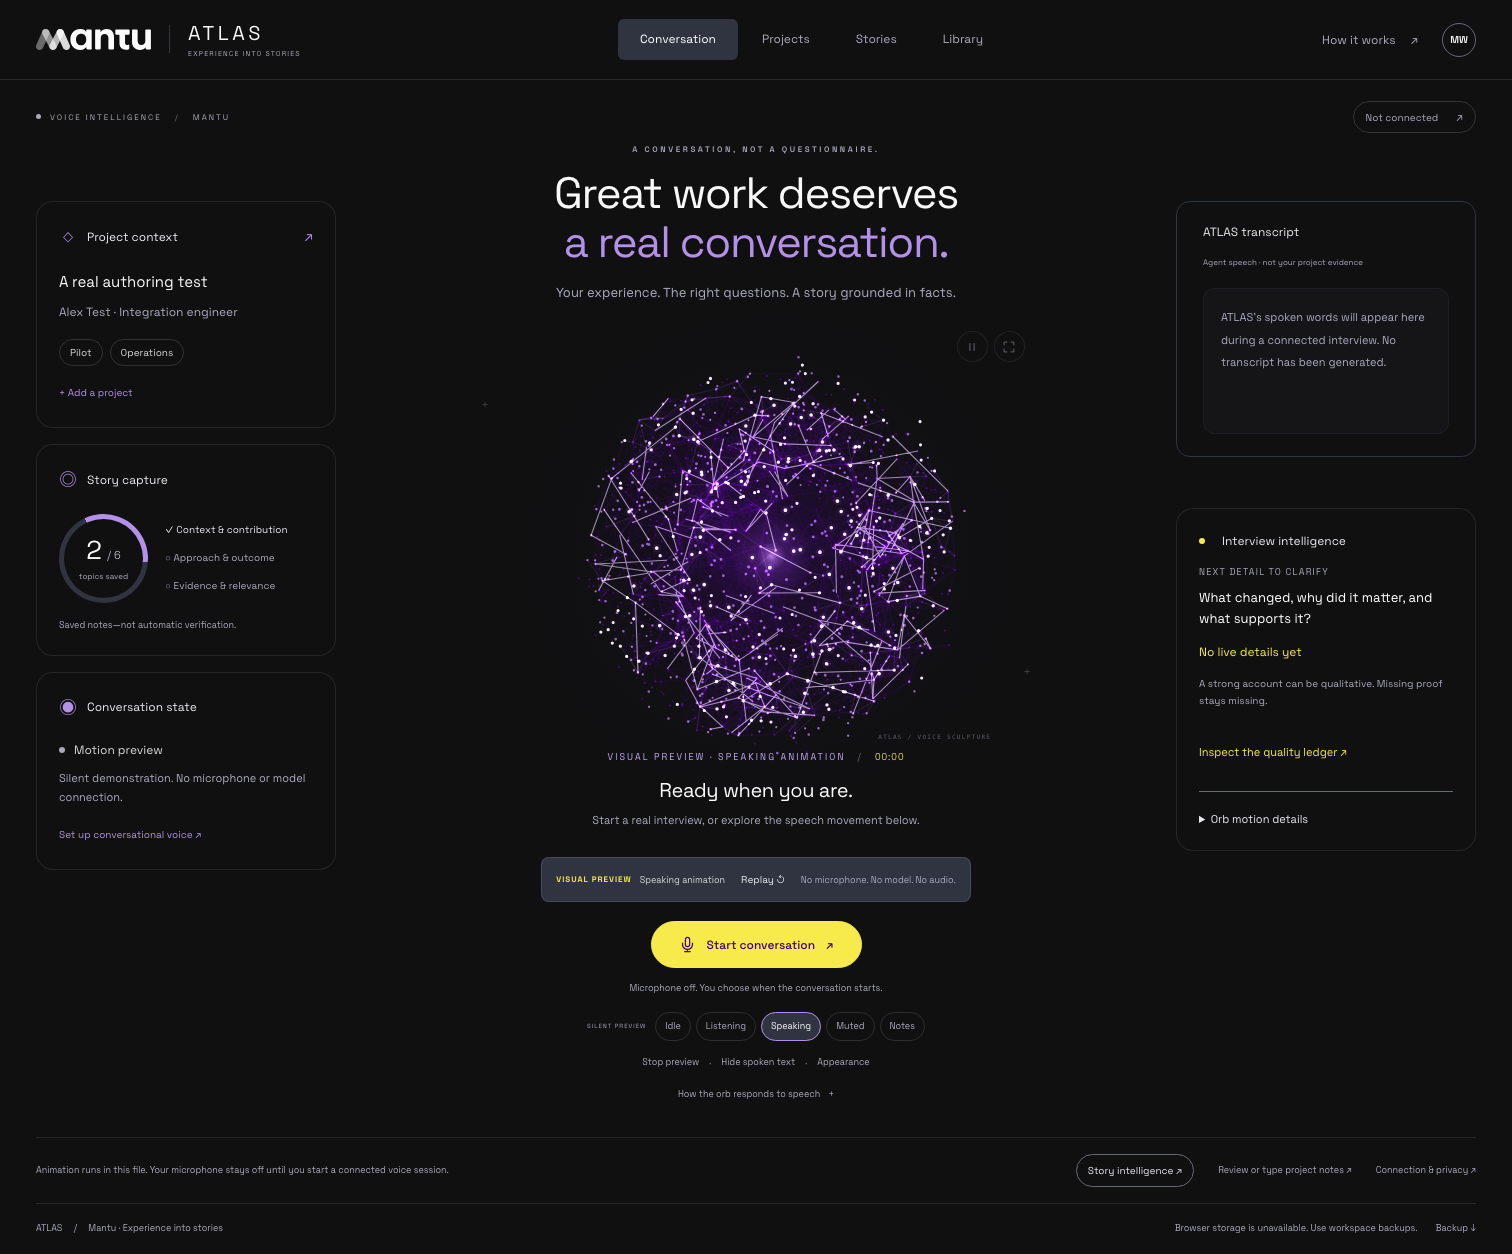 mantu
ATLAS
EXPERIENCE INTO STORIES
Conversation
Projects
Stories
Library
How it works ↗
MW
VOICE INTELLIGENCE / MANTU
Not connected ↗
A CONVERSATION, NOT A QUESTIONNAIRE.
Great work deserves
a real conversation.
Your experience. The right questions. A story grounded in facts.
Project context ↗
A real authoring test
Alex Test · Integration engineer
Pilot
Operations
+ Add a project
Story capture
2 / 6
topics saved
✓ Context & contribution
○ Approach & outcome
○ Evidence & relevance
Saved notes—not automatic verification.
Conversation state
Motion preview
Silent demonstration. No microphone or model
connection.
Set up conversational voice ↗
ATLAS / VOICE SCULPTURE
VISUAL PREVIEW · SPEAKING ANIMATION / 00:00
Ready when you are.
Start a real interview, or explore the speech movement below.
VISUAL PREVIEW Speaking animation Replay ↻ No microphone. No model. No audio.
Start conversation ↗
Microphone off. You choose when the conversation starts.
SILENT PREVIEW Idle Listening Speaking Muted Notes
Stop preview · Hide spoken text · Appearance
How the orb responds to speech +
ATLAS transcript
Agent speech · not your project evidence
ATLAS's spoken words will appear here
during a connected interview. No
transcript has been generated.
Interview intelligence
NEXT DETAIL TO CLARIFY
What changed, why did it matter, and
what supports it?
No live details yet
A strong account can be qualitative. Missing proof
stays missing.
Inspect the quality ledger ↗
▶ Orb motion details
Animation runs in this file. Your microphone stays off until you start a connected voice session.
Story intelligence ↗
Review or type project notes ↗
Connection & privacy ↗
ATLAS / Mantu · Experience into stories
Browser storage is unavailable. Use workspace backups.
Backup ↓